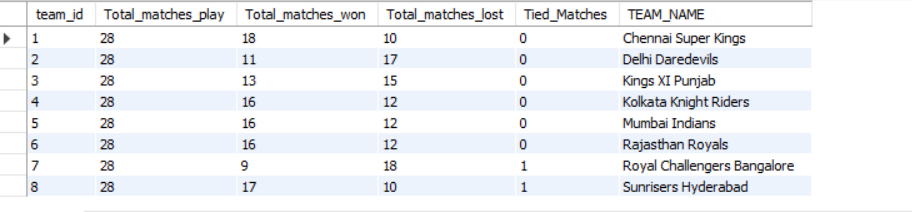 team_id Total_matches_play Total_matches_won Total_matches_lost Tied_Matches TEAM_NAME
1 28 18 10 0 Chennai Super Kings
2 28 11 17 0 Delhi Daredevils
3 28 13 15 0 Kings XI Punjab
4 28 16 12 0 Kolkata Knight Riders
5 28 16 12 0 Mumbai Indians
6 28 16 12 0 Rajasthan Royals
7 28 9 18 1 Royal Challengers Bangalore
8 28 17 10 1 Sunrisers Hyderabad